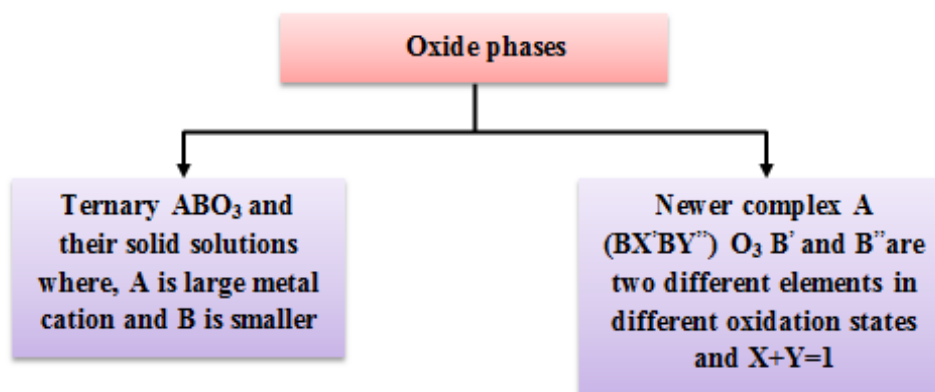 Oxide phases
Ternary ABO₃ and
their solid solutions
where, A is large metal
cation and B is smaller
Newer complex A
(BX’BY”) O₃ B’ and B”are
two different elements in
different oxidation states
and X+Y=1